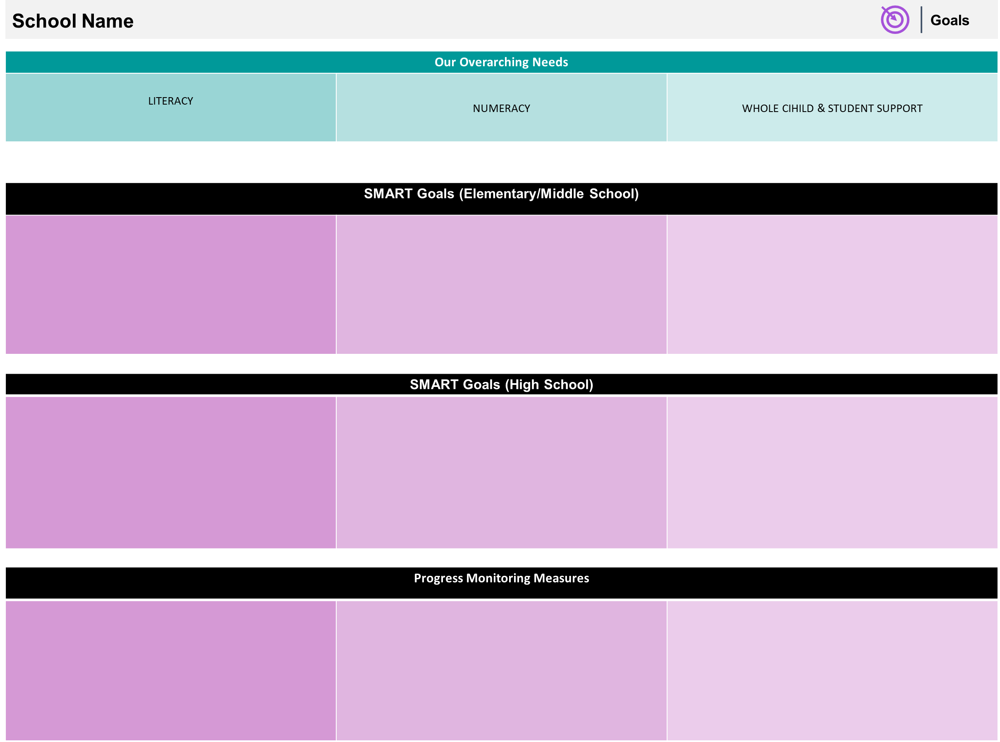 School Name
Goals
Our Overarching Needs
LITERACY
NUMERACY
WHOLE CIHILD & STUDENT SUPPORT
SMART Goals (Elementary/Middle School)
SMART Goals (High School)
Progress Monitoring Measures